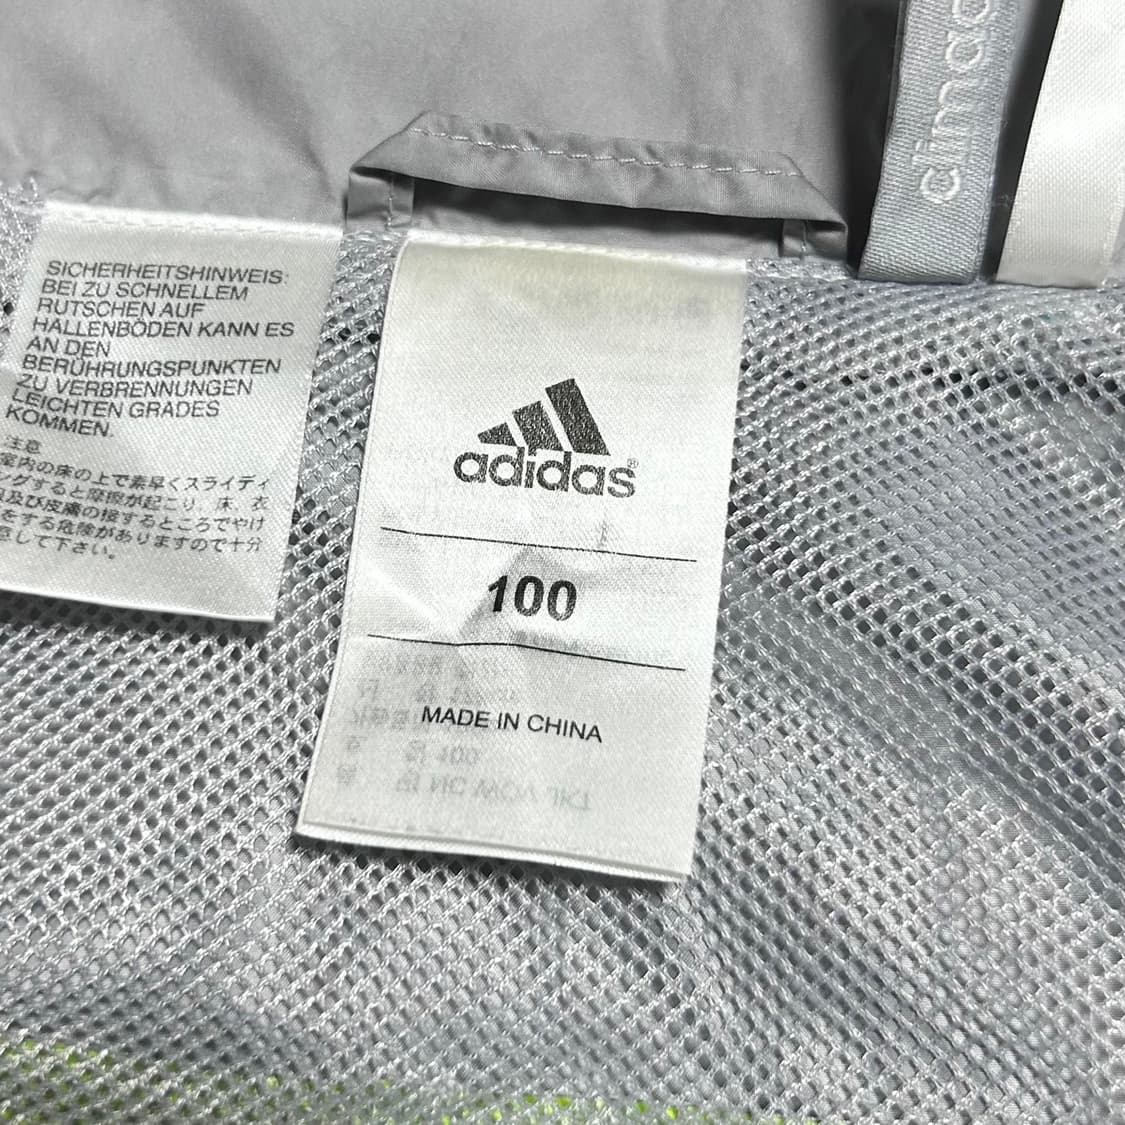 SICHERHEITSHINWEIS:
BEI ZU SCHNELLEM
RUTSCHEN AUF
HALLENBÖDEN KANN ES
AN DEN
BERÜHRUNGSPUNKTEN
ZU VERBRENNUNGEN
LEICHTEN GRADES
KOMMEN.
注意
室内の床の上で素早くスライディ
ングすると摩擦が起こり、床、衣
及び皮膚の接するところでやけ
をする危険がありますので十分
意して下さい。
adidas®
100
MADE IN CHINA
climac